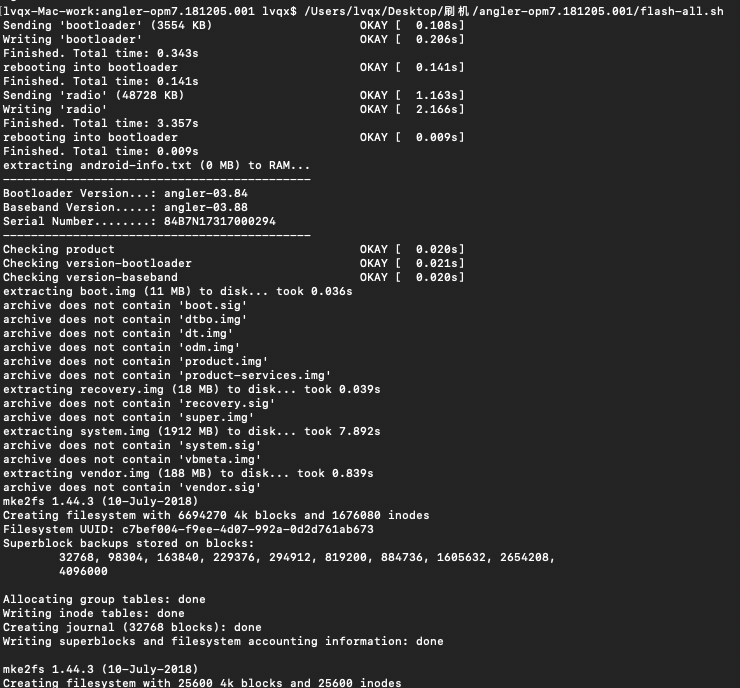 [lvqx-Mac-work:angler-opm7.181205.001 lvqx$ /Users/lvqx/Desktop/刷机/angler-opm7.181205.001/flash-all.sh
Sending 'bootloader' (3554 KB)                     OKAY [  0.108s]
Writing 'bootloader'                               OKAY [  0.206s]
Finished. Total time: 0.343s
rebooting into bootloader                          OKAY [  0.141s]
Finished. Total time: 0.141s
Sending 'radio' (48728 KB)                         OKAY [  1.163s]
Writing 'radio'                                    OKAY [  2.166s]
Finished. Total time: 3.357s
rebooting into bootloader                          OKAY [  0.009s]
Finished. Total time: 0.009s
extracting android-info.txt (0 MB) to RAM...
--------------------------------------------
Bootloader Version...: angler-03.84
Baseband Version.....: angler-03.88
Serial Number........: 84B7N17317000294
--------------------------------------------
Checking product                                   OKAY [  0.020s]
Checking version-bootloader                        OKAY [  0.021s]
Checking version-baseband                          OKAY [  0.020s]
extracting boot.img (11 MB) to disk... took 0.036s
archive does not contain 'boot.sig'
archive does not contain 'dtbo.img'
archive does not contain 'dt.img'
archive does not contain 'odm.img'
archive does not contain 'product.img'
archive does not contain 'product-services.img'
extracting recovery.img (18 MB) to disk... took 0.039s
archive does not contain 'recovery.sig'
archive does not contain 'super.img'
extracting system.img (1912 MB) to disk... took 7.892s
archive does not contain 'system.sig'
archive does not contain 'vbmeta.img'
extracting vendor.img (188 MB) to disk... took 0.839s
archive does not contain 'vendor.sig'
mke2fs 1.44.3 (10-July-2018)
Creating filesystem with 6694270 4k blocks and 1676080 inodes
Filesystem UUID: c7bef004-f9ee-4d07-992a-0d2d761ab673
Superblock backups stored on blocks:
        32768, 98304, 163840, 229376, 294912, 819200, 884736, 1605632, 2654208,
        4096000
Allocating group tables: done
Writing inode tables: done
Creating journal (32768 blocks): done
Writing superblocks and filesystem accounting information: done
mke2fs 1.44.3 (10-July-2018)
Creating filesystem with 25600 4k blocks and 25600 inodes